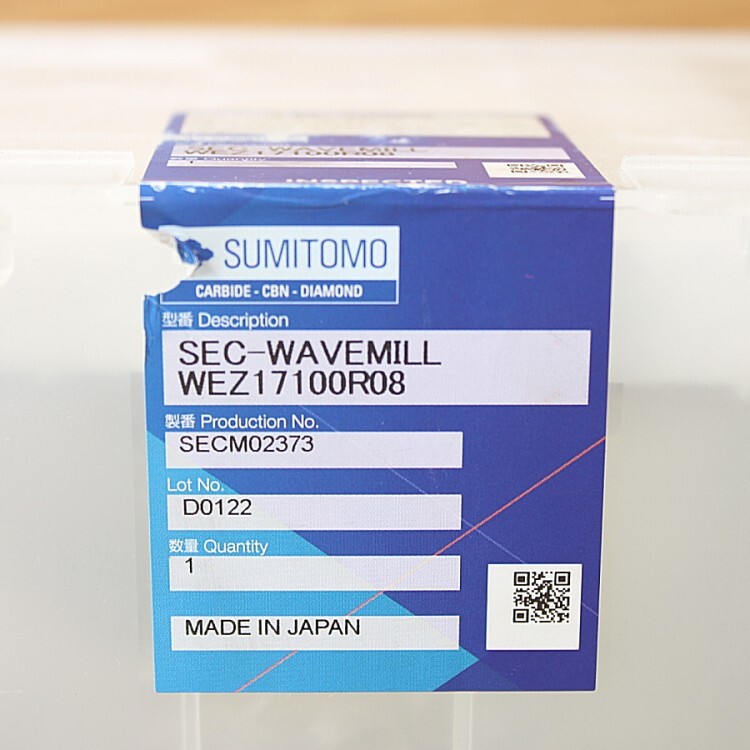 WEZ17100R08
SUMITOMO
CARBIDE - CBN - DIAMOND
型番 Description
SEC-WAVEMILL
WEZ17100R08
製番 Production No.
SECM02373
Lot No.
D0122
数量 Quantity
1
MADE IN JAPAN